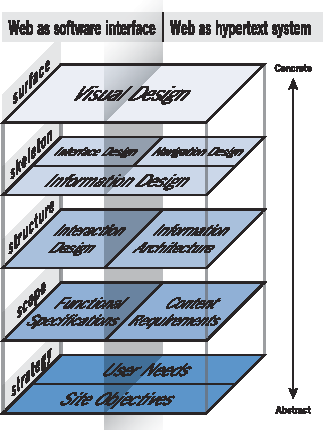 Web as software interface
Web as hypertext system
Concrete
surface
Visual Design
skeleton
Interface Design
Navigation Design
Information Design
structure
Interaction
Design
Information
Architecture
scope
Functional
Specifications
Content
Requirements
strategy
User Needs
Site Objectives
Abstract